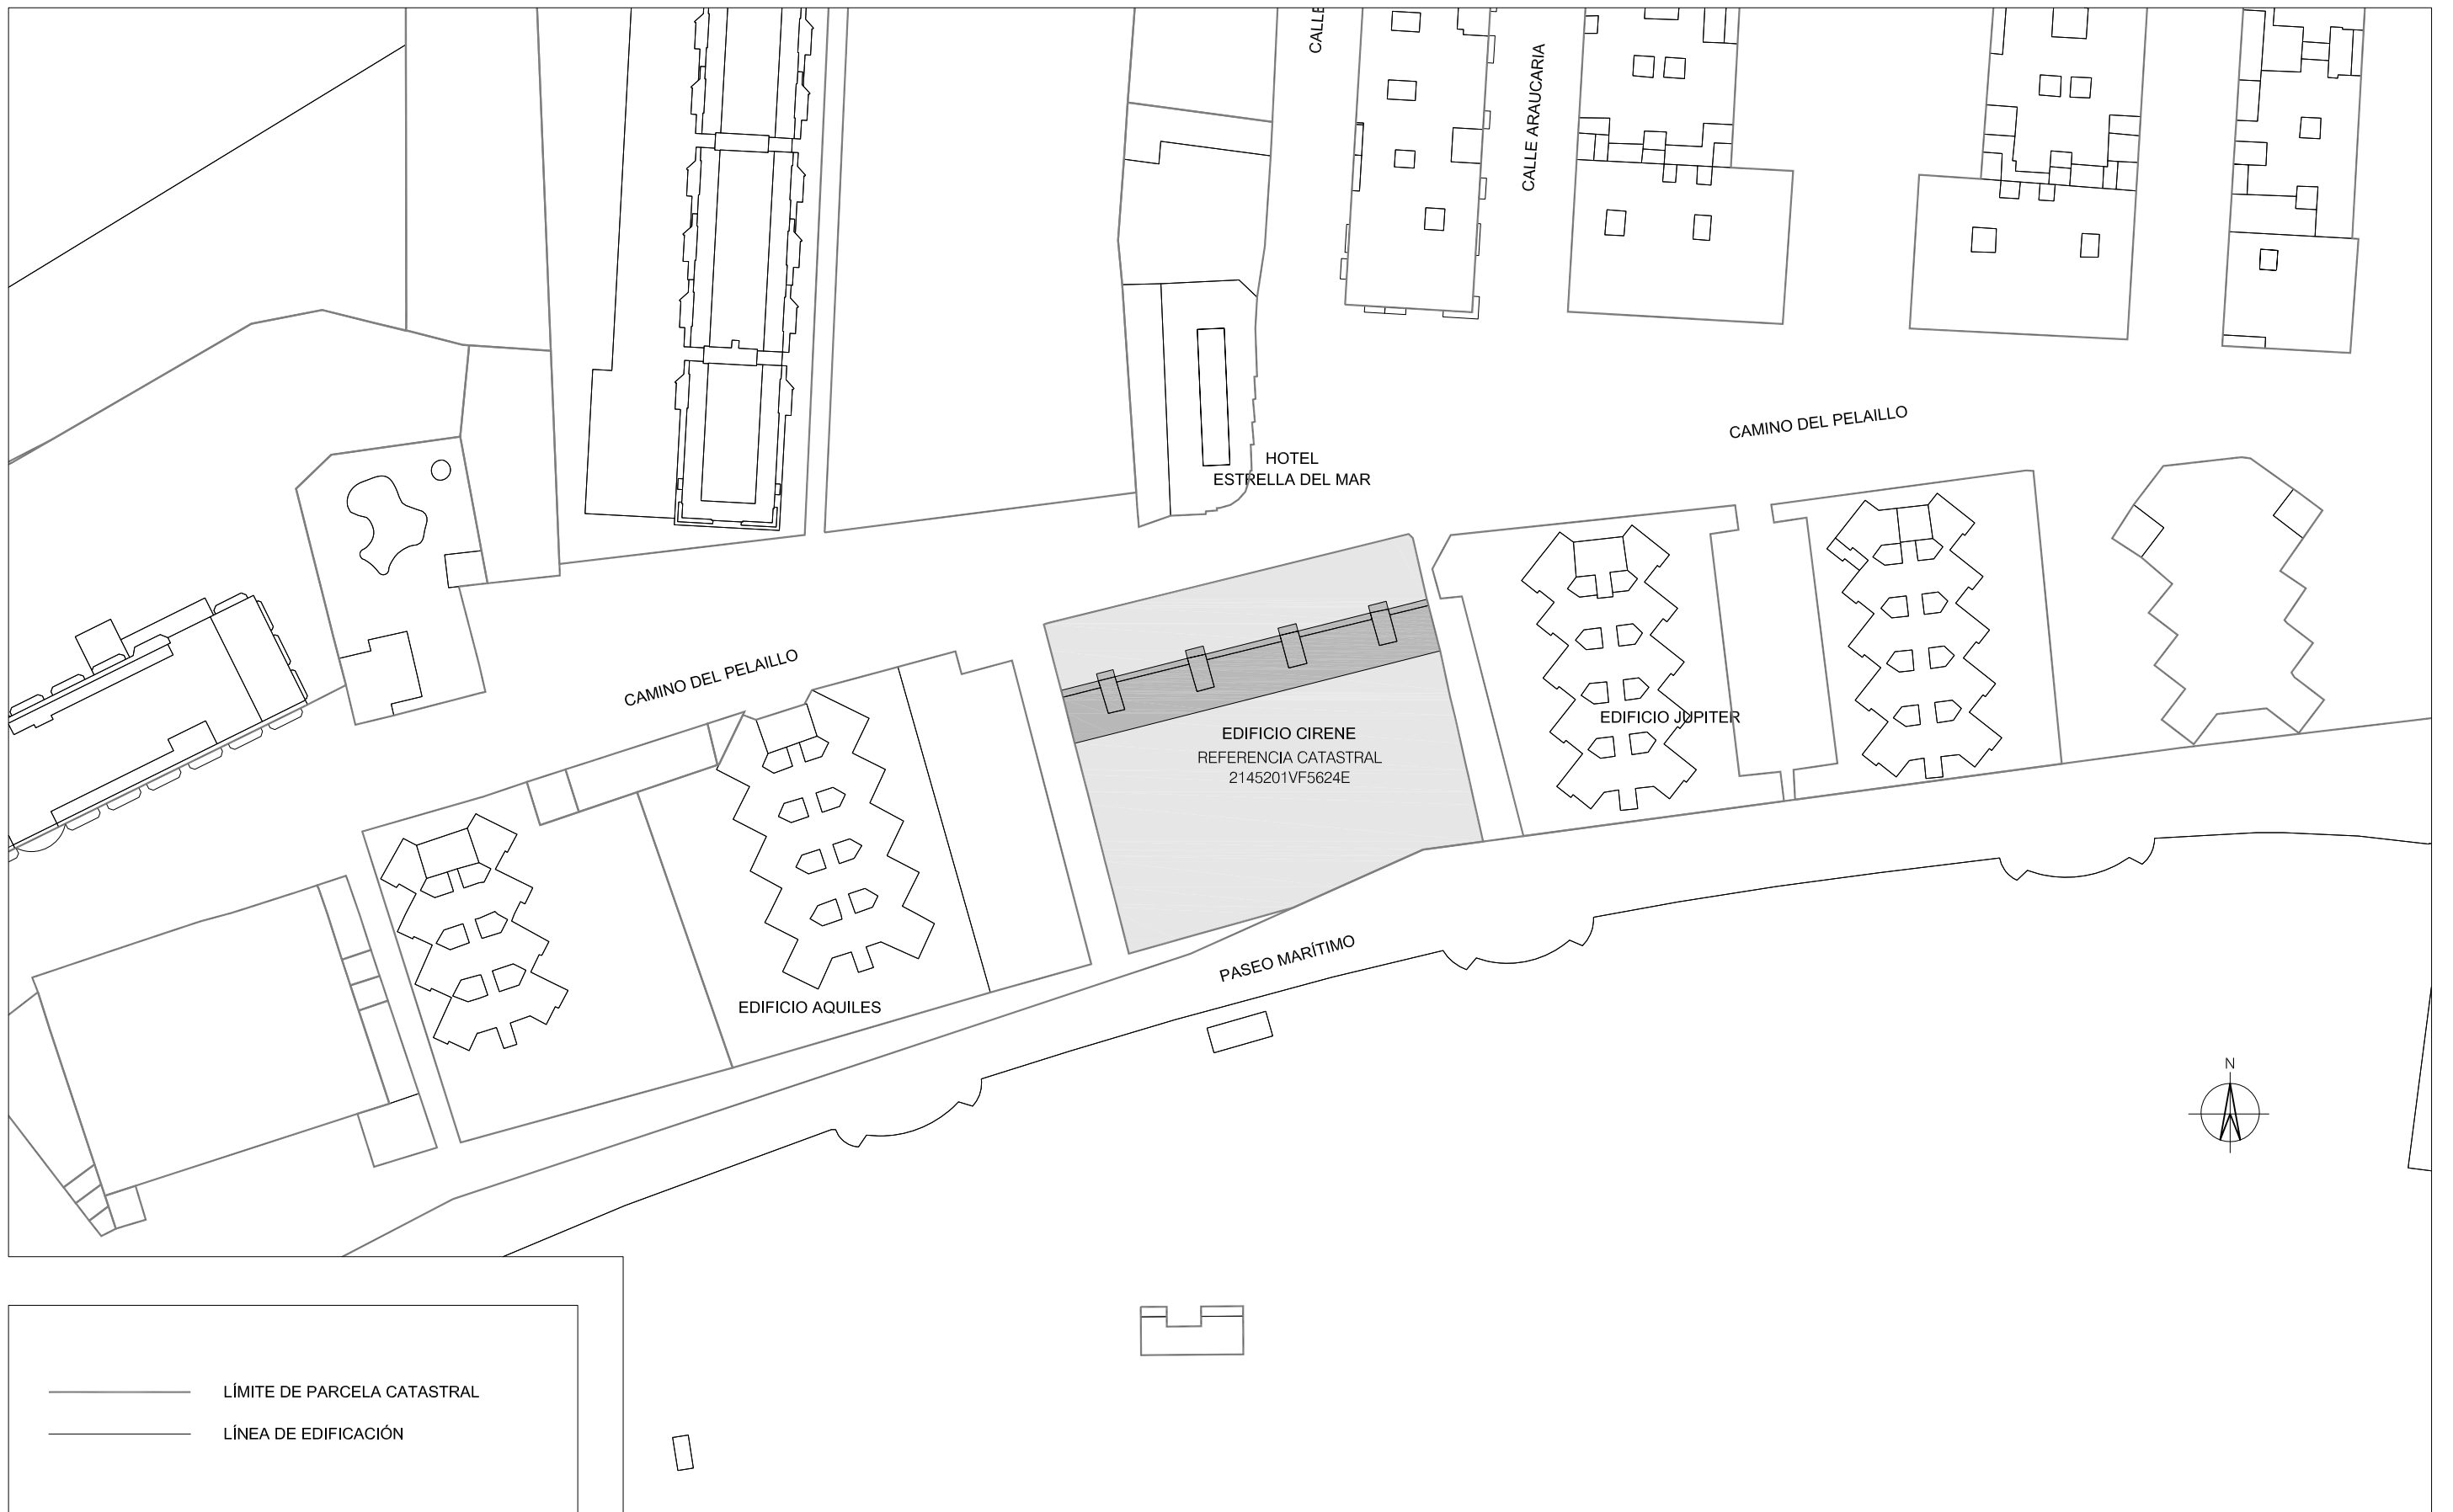 CALLE
CALLE ARAUCARIA
CAMINO DEL PELAILLO
HOTEL
ESTRELLA DEL MAR
CAMINO DEL PELAILLO
EDIFICIO JUPITER
EDIFICIO CIRENE
REFERENCIA CATASTRAL
2145201VF5624E
PASEO MARÍTIMO
EDIFICIO AQUILES
N
LÍMITE DE PARCELA CATASTRAL
LÍNEA DE EDIFICACIÓN